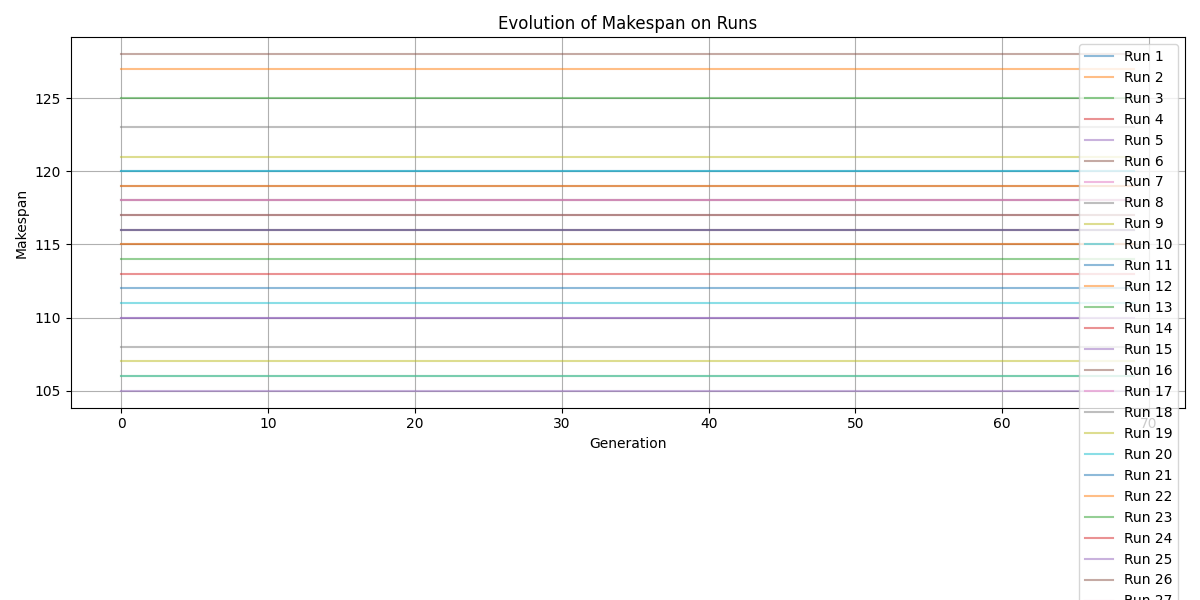 Evolution of Makespan on Runs
Makespan
125
120
115
110
105
0 10 20 30 40 50 60 70
Generation
Run 1
Run 2
Run 3
Run 4
Run 5
Run 6
Run 7
Run 8
Run 9
Run 10
Run 11
Run 12
Run 13
Run 14
Run 15
Run 16
Run 17
Run 18
Run 19
Run 20
Run 21
Run 22
Run 23
Run 24
Run 25
Run 26
Run 27